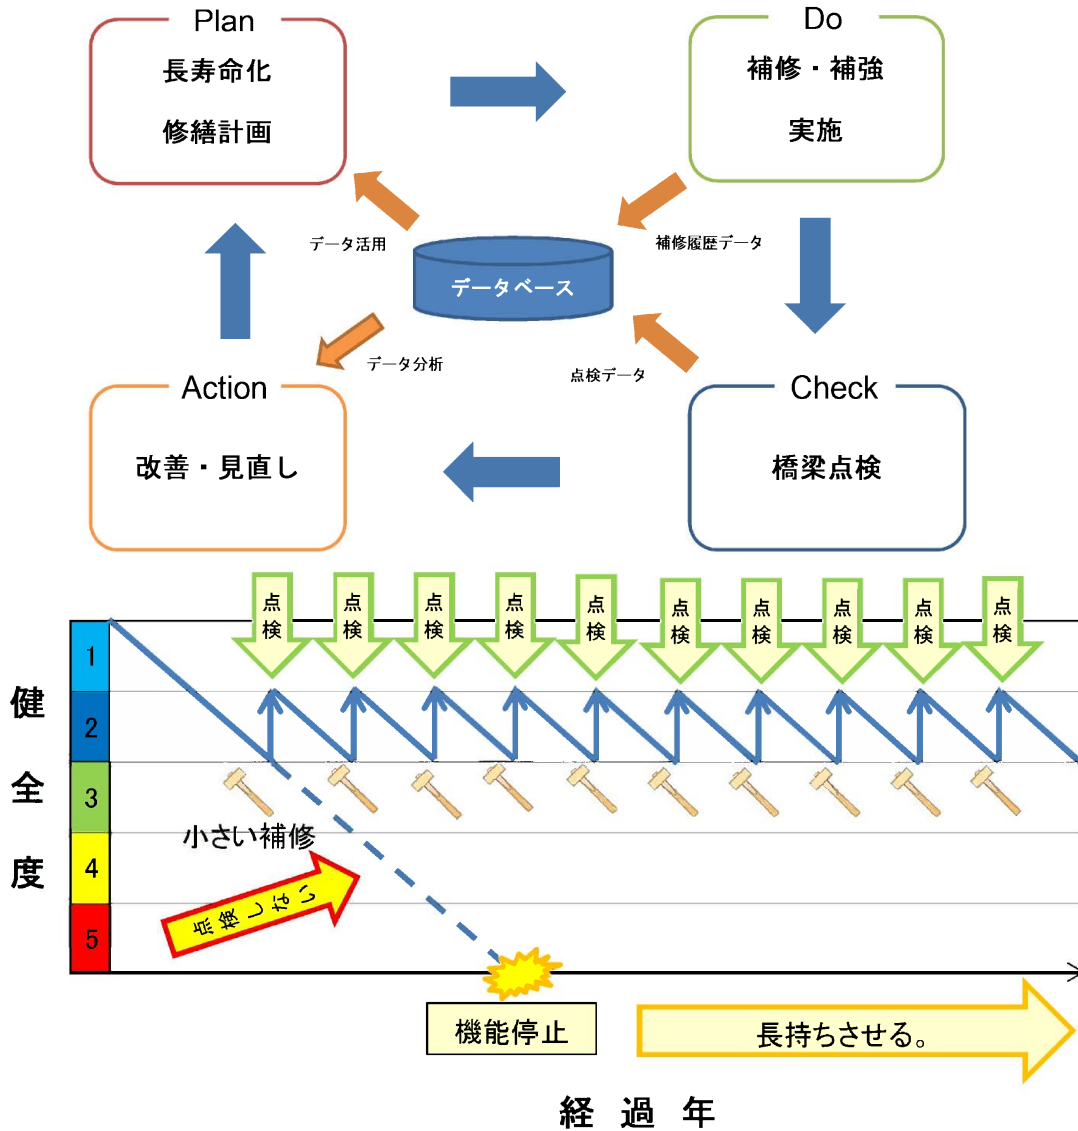 Plan
長寿命化
修繕計画
Do
補修・補強
実施
データ活用
補修履歴データ
データベース
データ分析
点検データ
Action
改善・見直し
Check
橋梁点検
点検
点検
点検
点検
点検
点検
点検
点検
点検
点検
健全度
1
2
3
4
5
小さい補修
点検しない
機能停止
長持ちさせる。
経過年